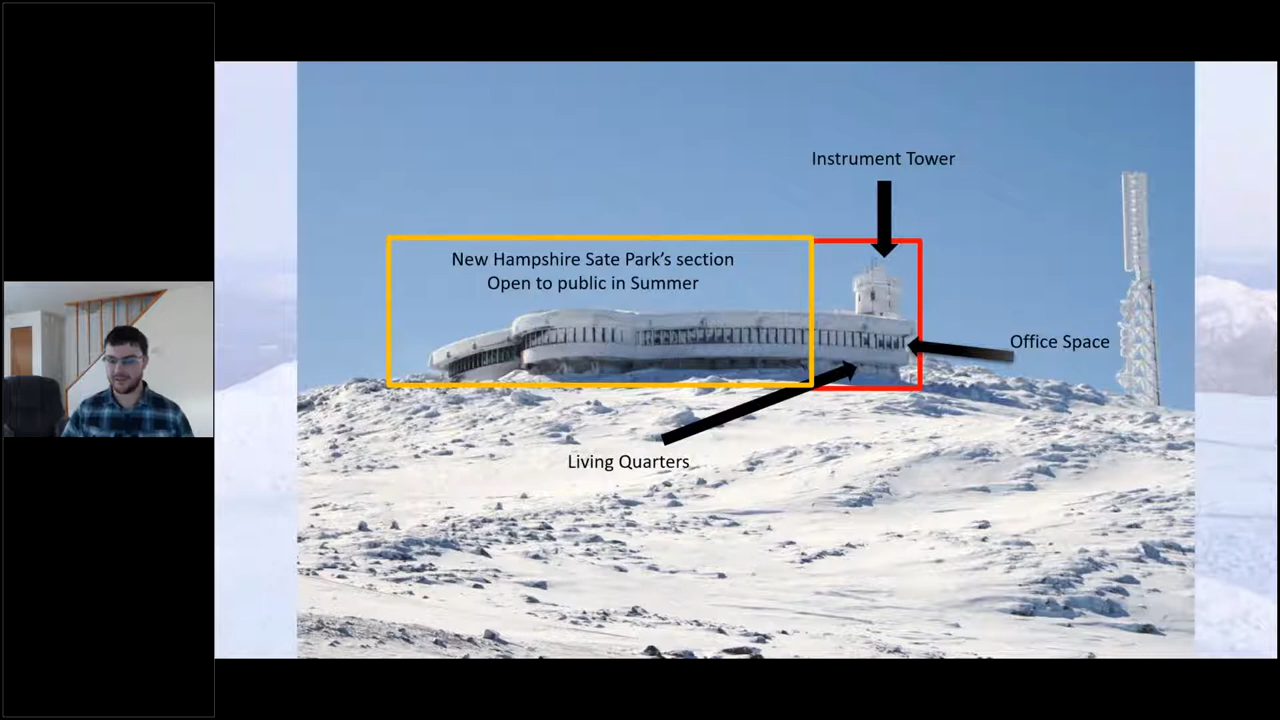 Instrument Tower
New Hampshire Sate Park's section
Open to public in Summer
Office Space
Living Quarters